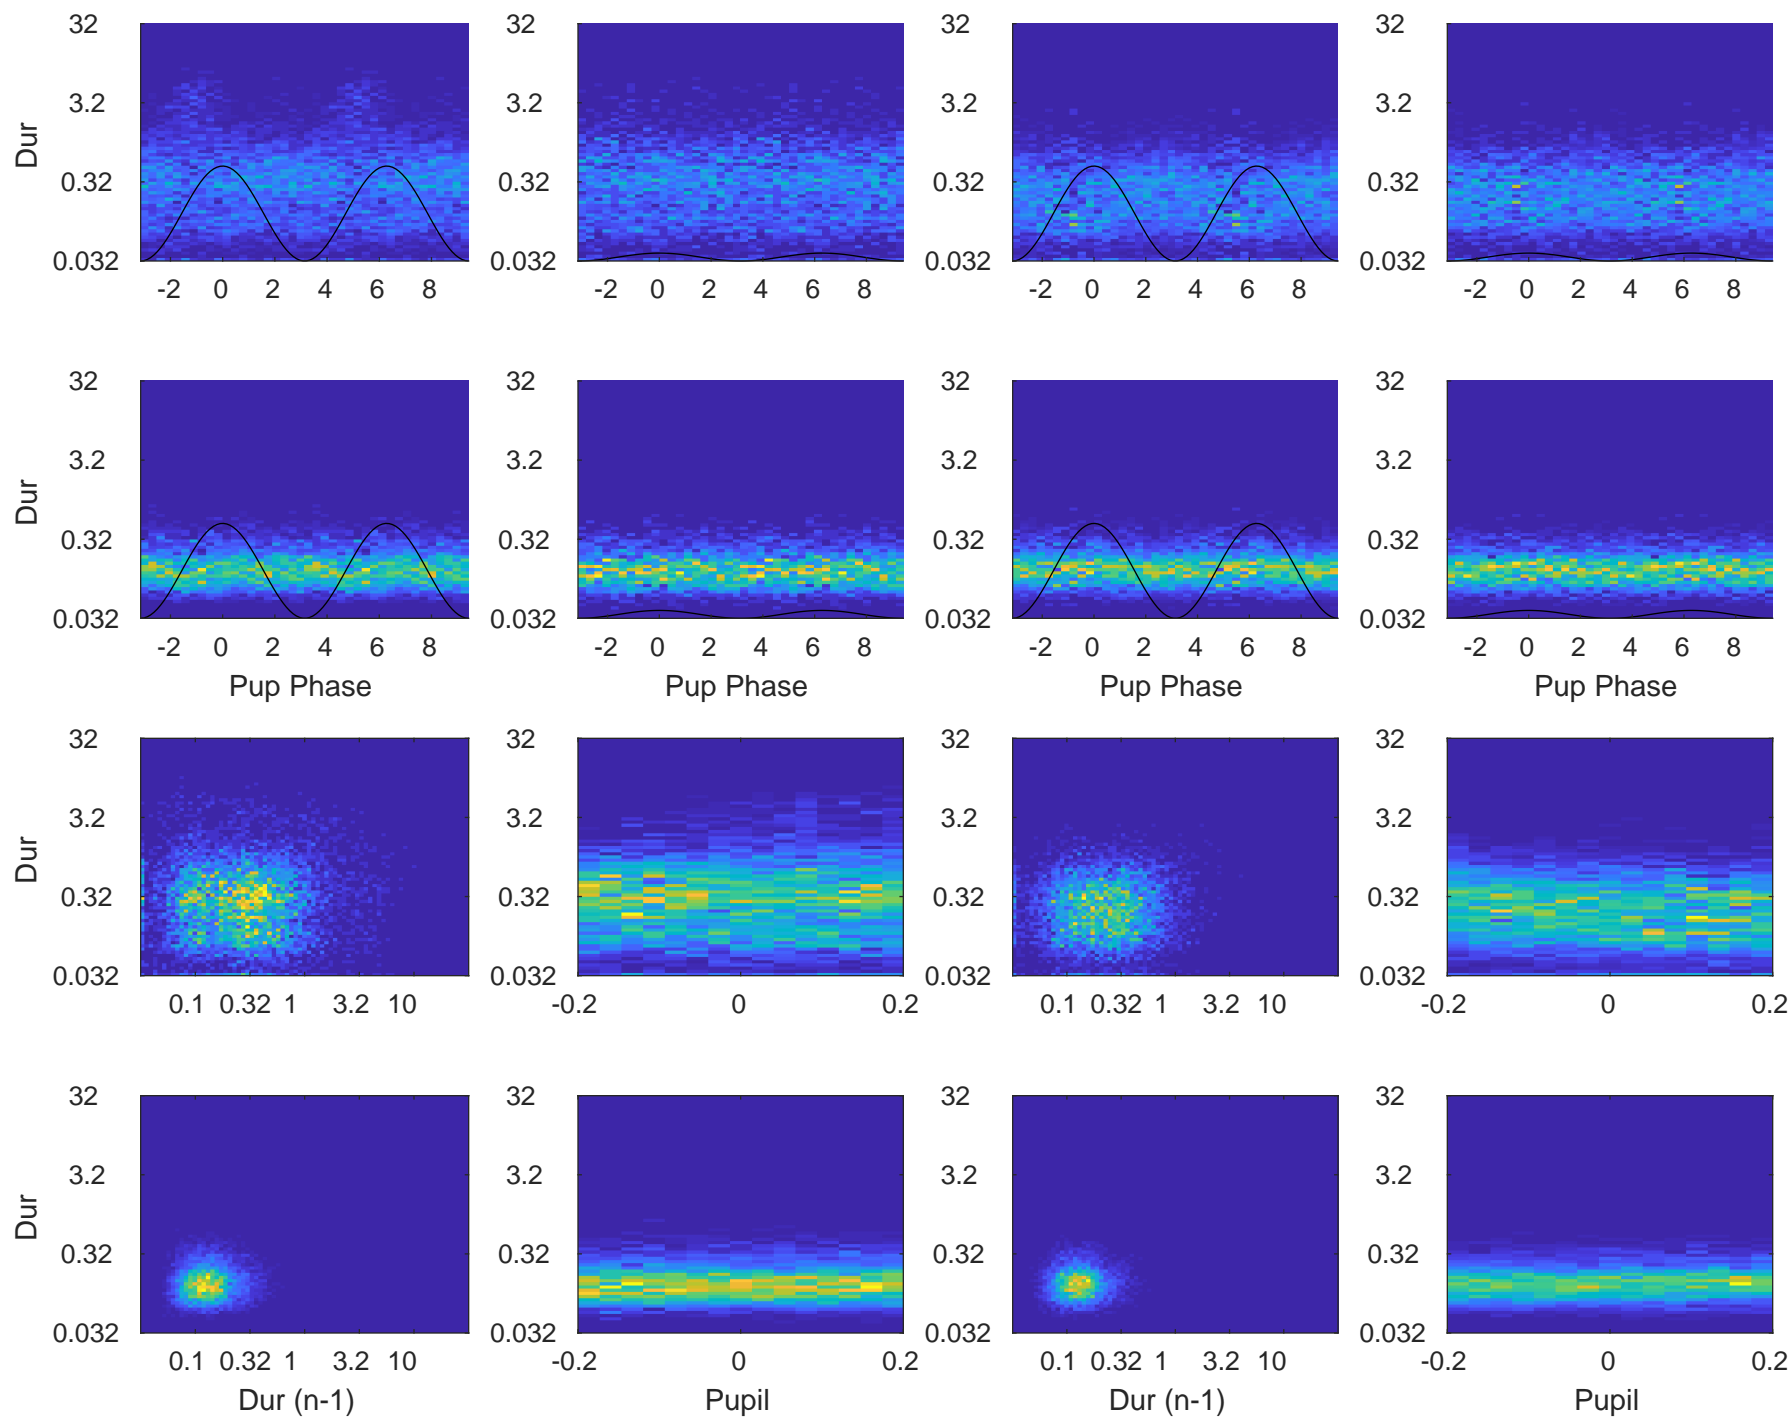 32 32 32 32
3.2 3.2 3.2 3.2
Dur
0.32 0.32 0.32 0.32
0.032 0.032 0.032 0.032
-2 0 2 4 6 8 -2 0 2 4 6 8 -2 0 2 4 6 8 -2 0 2 4 6 8
32 32 32 32
3.2 3.2 3.2 3.2
Dur
0.32 0.32 0.32 0.32
0.032 0.032 0.032 0.032
-2 0 2 4 6 8 -2 0 2 4 6 8 -2 0 2 4 6 8 -2 0 2 4 6 8
Pup Phase Pup Phase Pup Phase Pup Phase
32 32 32 32
3.2 3.2 3.2 3.2
Dur
0.32 0.32 0.32 0.32
0.032 0.032 0.032 0.032
0.1 0.32 1 3.2 10 -0.2 0 0.2 0.1 0.32 1 3.2 10 -0.2 0 0.2
32 32 32 32
3.2 3.2 3.2 3.2
Dur
0.32 0.32 0.32 0.32
0.032 0.032 0.032 0.032
0.1 0.32 1 3.2 10 -0.2 0 0.2 0.1 0.32 1 3.2 10 -0.2 0 0.2
Dur (n-1) Pupil Dur (n-1) Pupil